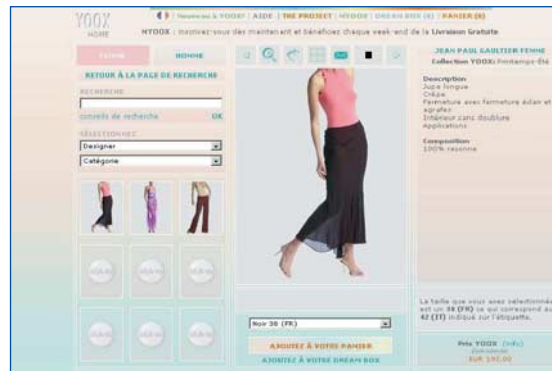 YOOX
HOME
Nouveau à YOOX? | AIDE | THE PROJECT | MYOOX | DREAM BOX (0) | PANIER (0)
MYOOX : inscrivez-vous dès maintenant et bénéficiez chaque week-end de la Livraison Gratuite
FEMME
HOMME
RETOUR À LA PAGE DE RECHERCHE
RECHERCHE
conseils de recherche OK
SÉLECTIONNEZ
Designer
Catégorie
Noir 38 (FR)
AJOUTEZ À VOTRE PANIER
AJOUTEZ À VOTRE DREAM BOX
JEAN PAUL GAULTIER FEMME
Collection YOOX: Printemps-Été
Description
Jupe longue
Crêpe
Fermeture avec fermeture éclair et
agrafes
Intérieur sans doublure
Applications
Composition
100% rayonne
La taille que vous avez sélectionnée
est un 38 (FR) ce qui correspond au
42 (IT) indiqué sur l'étiquette.
Prix YOOX (info)
EUR 192.00